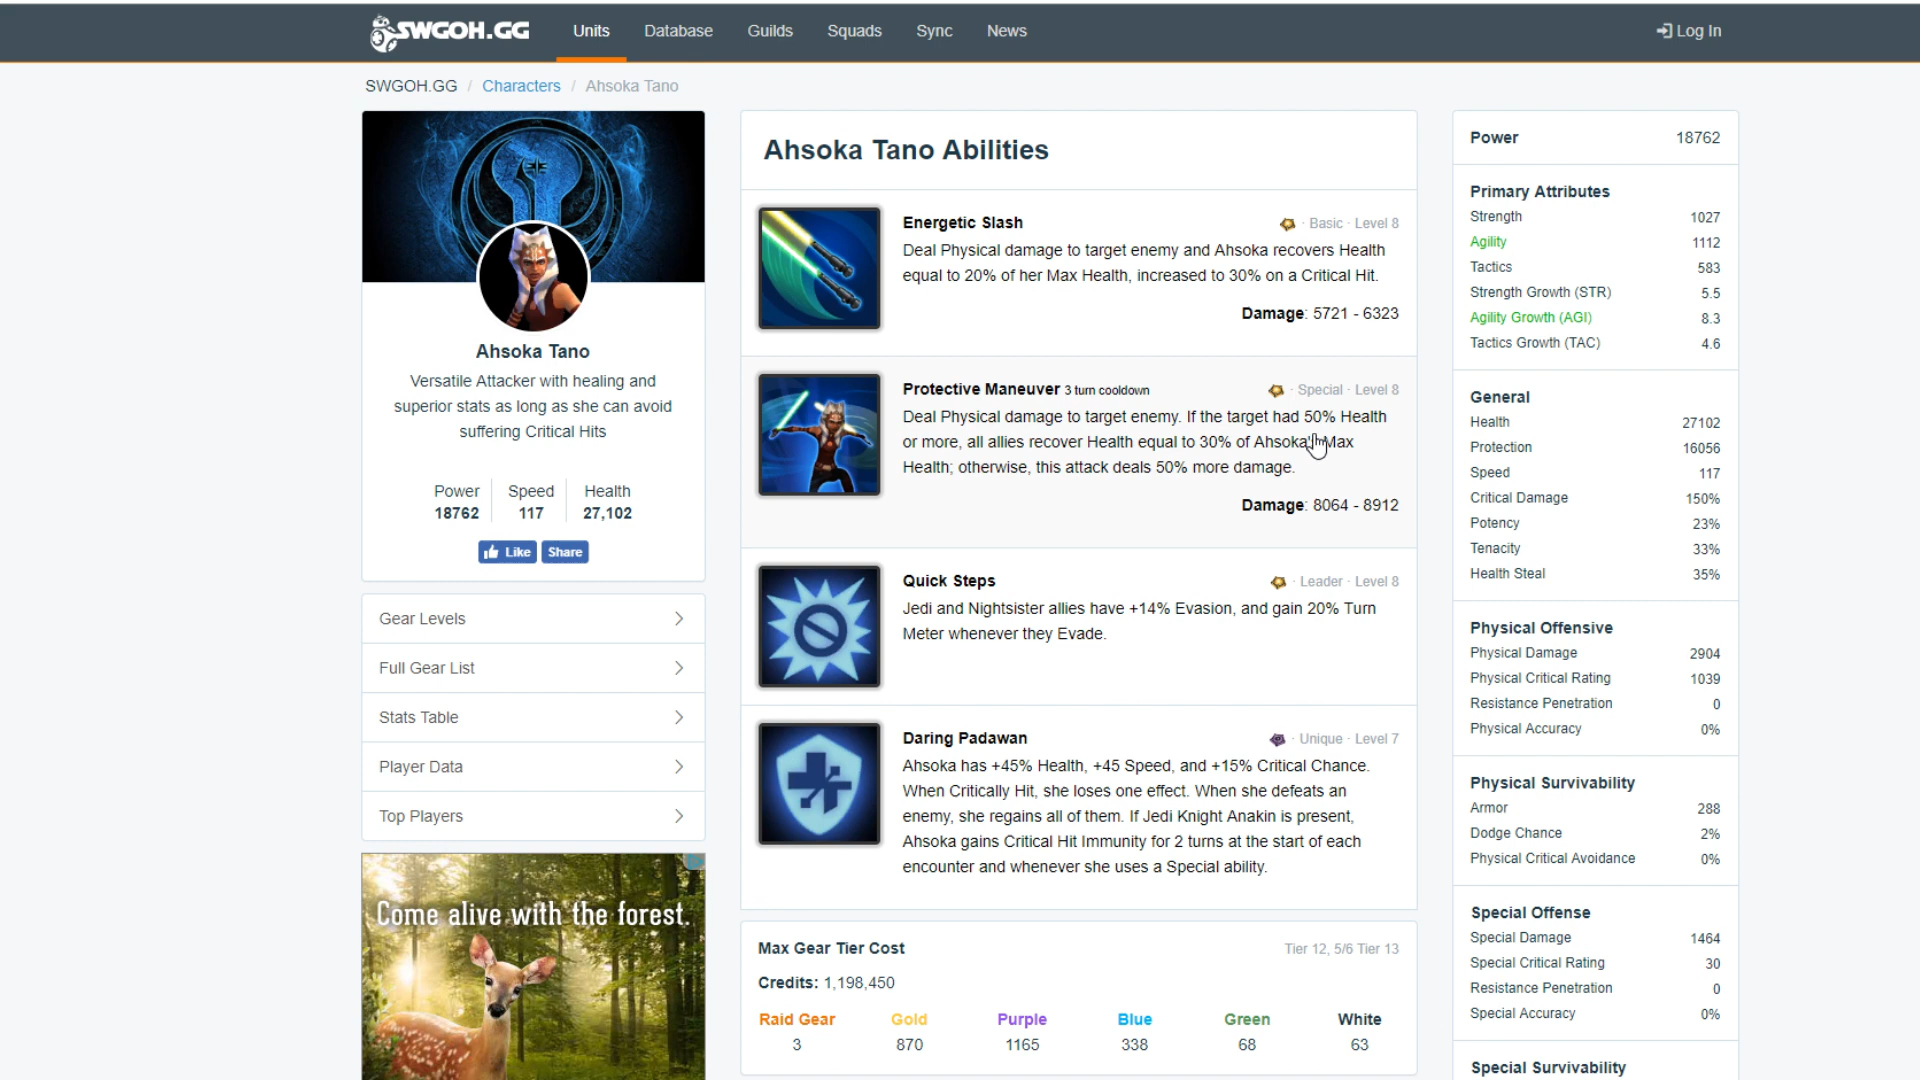 SWGOH.GG
Units
Database
Guilds
Squads
Sync
News
Log In
SWGOH.GG / Characters / Ahsoka Tano
Ahsoka Tano
Versatile Attacker with healing and
superior stats as long as she can avoid
suffering Critical Hits
Power Speed Health
18762 117 27,102
Like Share
Gear Levels
Full Gear List
Stats Table
Player Data
Top Players
Come alive with the forest.
Ahsoka Tano Abilities
Energetic Slash · Basic · Level 8
Deal Physical damage to target enemy and Ahsoka recovers Health
equal to 20% of her Max Health, increased to 30% on a Critical Hit.
Damage: 5721 - 6323
Protective Maneuver 3 turn cooldown · Special · Level 8
Deal Physical damage to target enemy. If the target had 50% Health
or more, all allies recover Health equal to 30% of Ahsoka's Max
Health; otherwise, this attack deals 50% more damage.
Damage: 8064 - 8912
Quick Steps · Leader · Level 8
Jedi and Nightsister allies have +14% Evasion, and gain 20% Turn
Meter whenever they Evade.
Daring Padawan · Unique · Level 7
Ahsoka has +45% Health, +45 Speed, and +15% Critical Chance.
When Critically Hit, she loses one effect. When she defeats an
enemy, she regains all of them. If Jedi Knight Anakin is present,
Ahsoka gains Critical Hit Immunity for 2 turns at the start of each
encounter and whenever she uses a Special ability.
Max Gear Tier Cost Tier 12, 5/6 Tier 13
Credits: 1,198,450
Raid Gear Gold Purple Blue Green White
3 870 1165 338 68 63
Power 18762
Primary Attributes
Strength 1027
Agility 1112
Tactics 583
Strength Growth (STR) 5.5
Agility Growth (AGI) 8.3
Tactics Growth (TAC) 4.6
General
Health 27102
Protection 16056
Speed 117
Critical Damage 150%
Potency 23%
Tenacity 33%
Health Steal 35%
Physical Offensive
Physical Damage 2904
Physical Critical Rating 1039
Resistance Penetration 0
Physical Accuracy 0%
Physical Survivability
Armor 288
Dodge Chance 2%
Physical Critical Avoidance 0%
Special Offense
Special Damage 1464
Special Critical Rating 30
Resistance Penetration 0
Special Accuracy 0%
Special Survivability